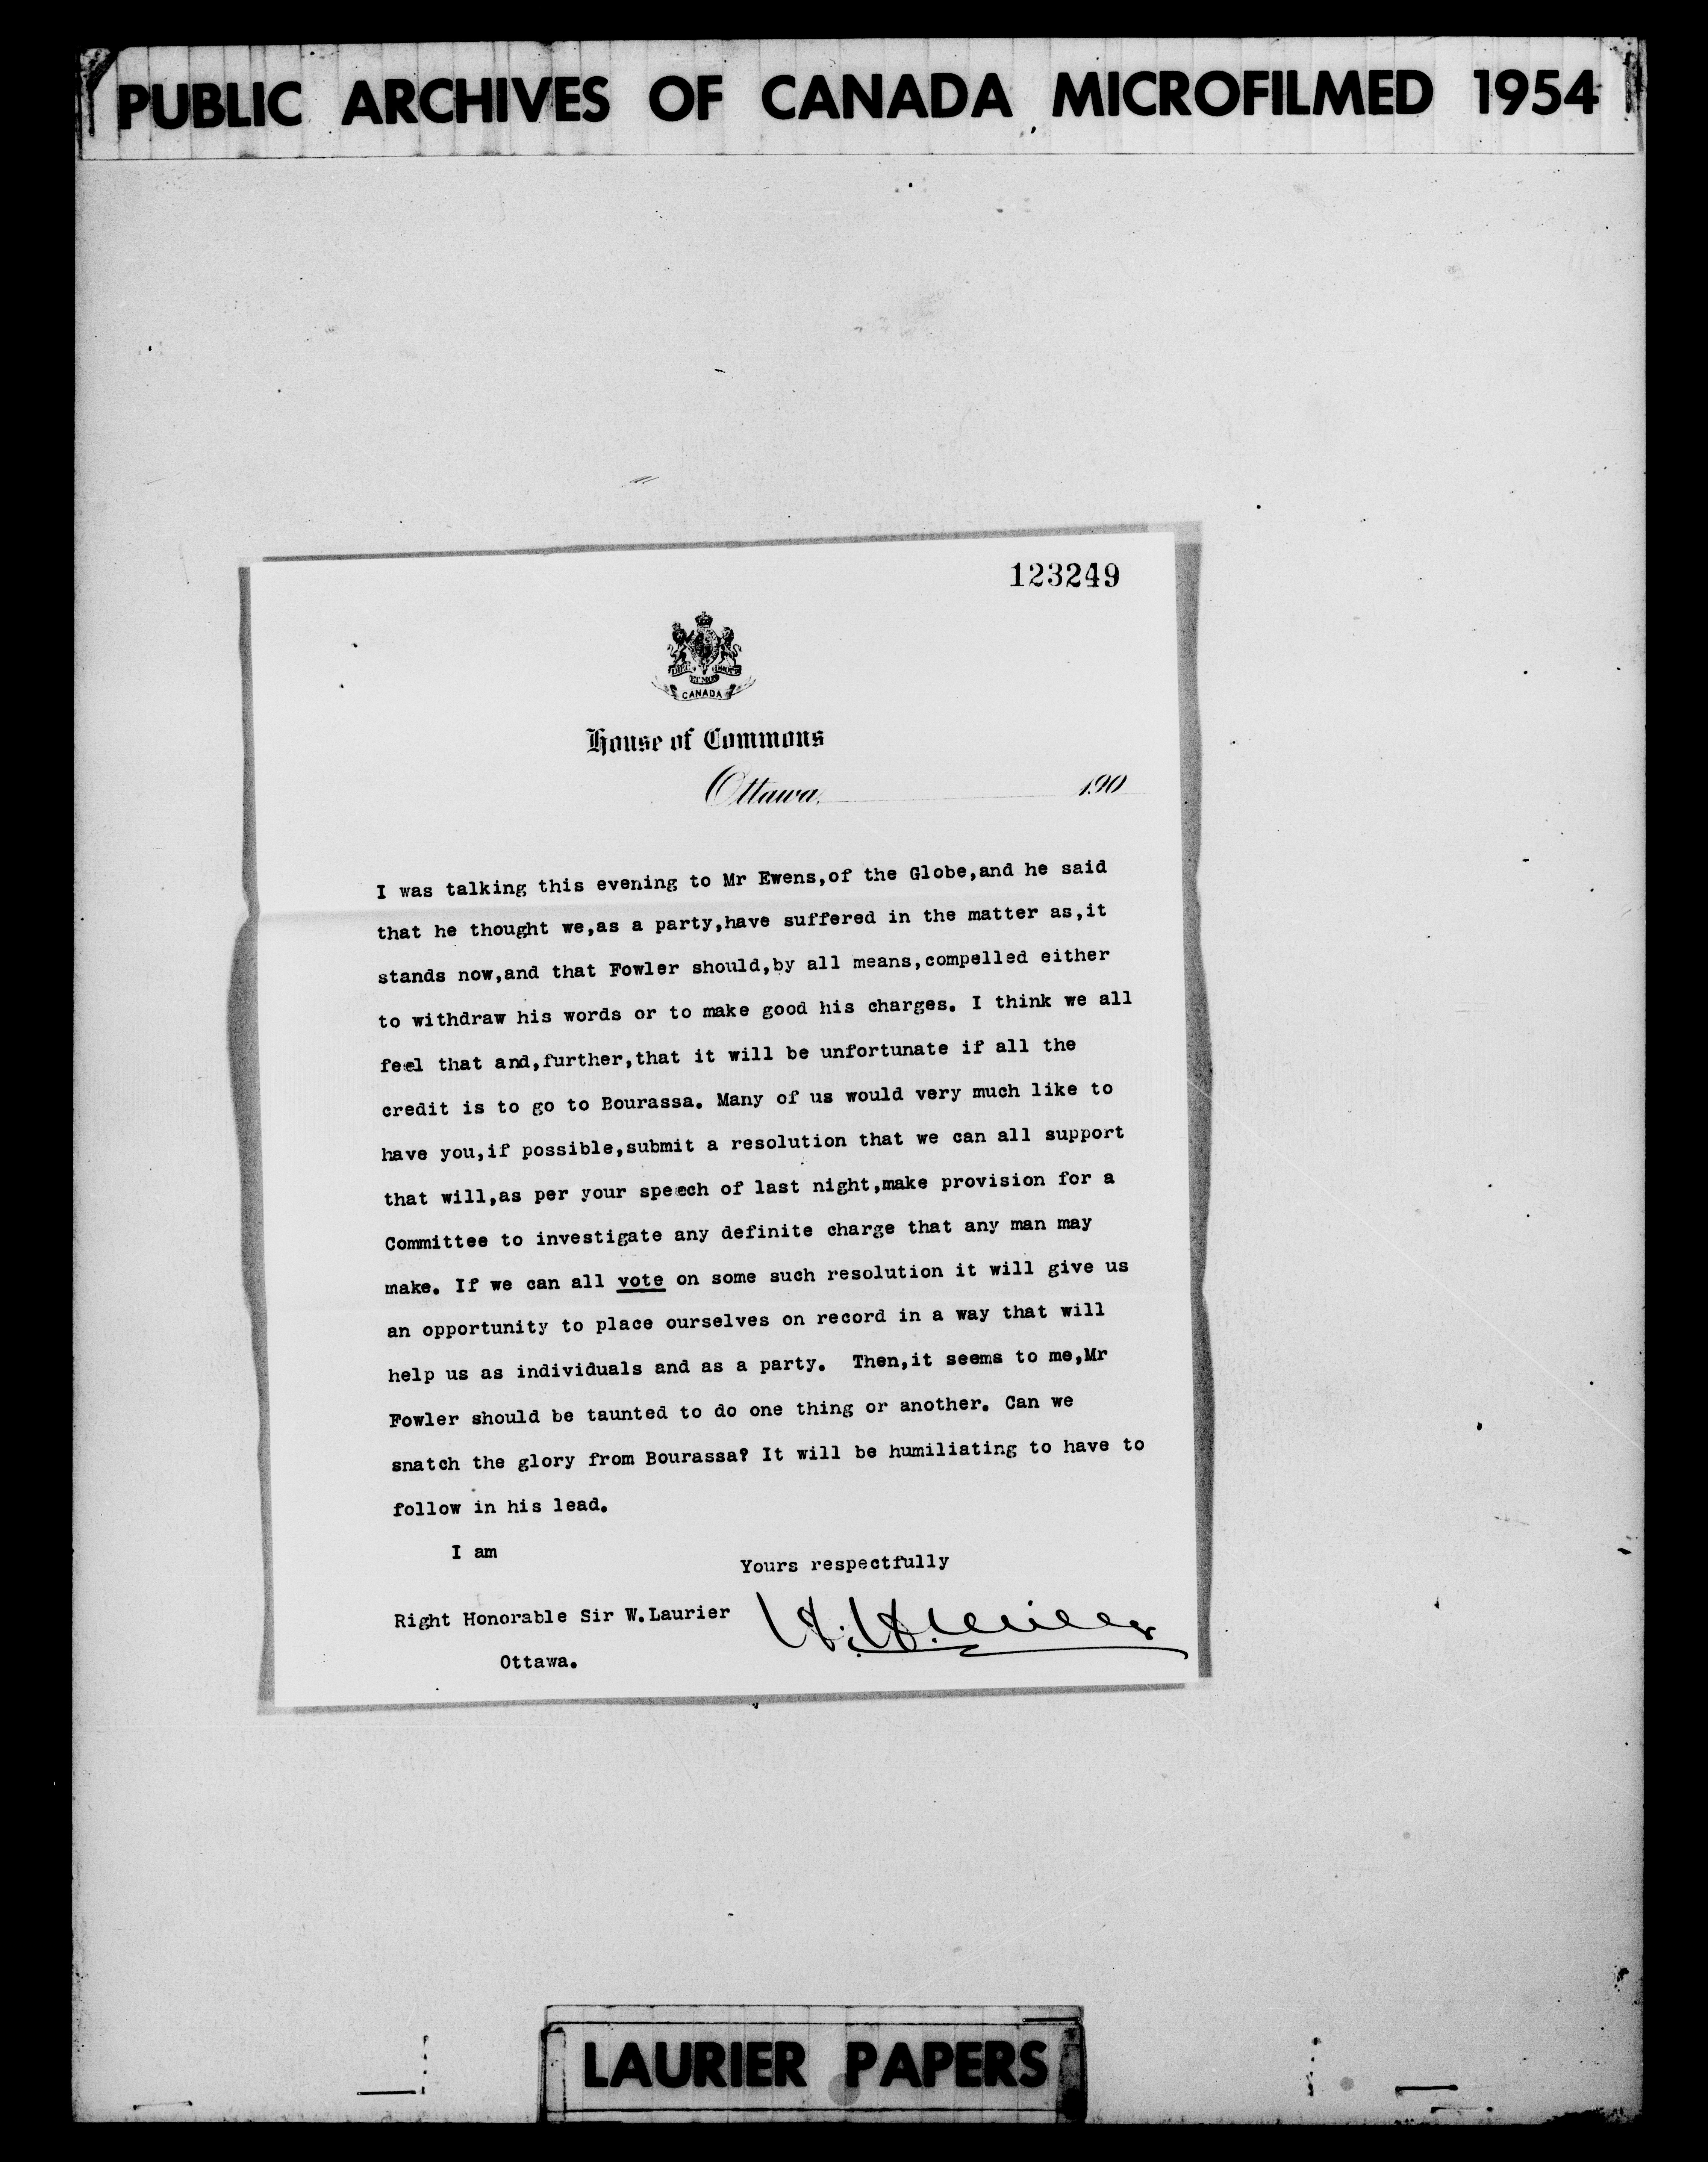 PUBLIC ARCHIVES OF CANADA MICROFILMED 1954
123249
CANADA
House of Commons
Ottawa, 190
I was talking this evening to Mr Ewens,of the Globe,and he said
that he thought we,as a party,have suffered in the matter as,it
stands now,and that Fowler should,by all means,compelled either
to withdraw his words or to make good his charges. I think we all
feel that and,further,that it will be unfortunate if all the
credit is to go to Bourassa. Many of us would very much like to
have you,if possible,submit a resolution that we can all support
that will,as per your speech of last night,make provision for a
Committee to investigate any definite charge that any man may
make. If we can all vote on some such resolution it will give us
an opportunity to place ourselves on record in a way that will
help us as individuals and as a party. Then,it seems to me,Mr
Fowler should be taunted to do one thing or another. Can we
snatch the glory from Bourassa? It will be humiliating to have to
follow in his lead.
I am
Yours respectfully
Right Honorable Sir W.Laurier
H. H. Miller
Ottawa.
LAURIER PAPERS